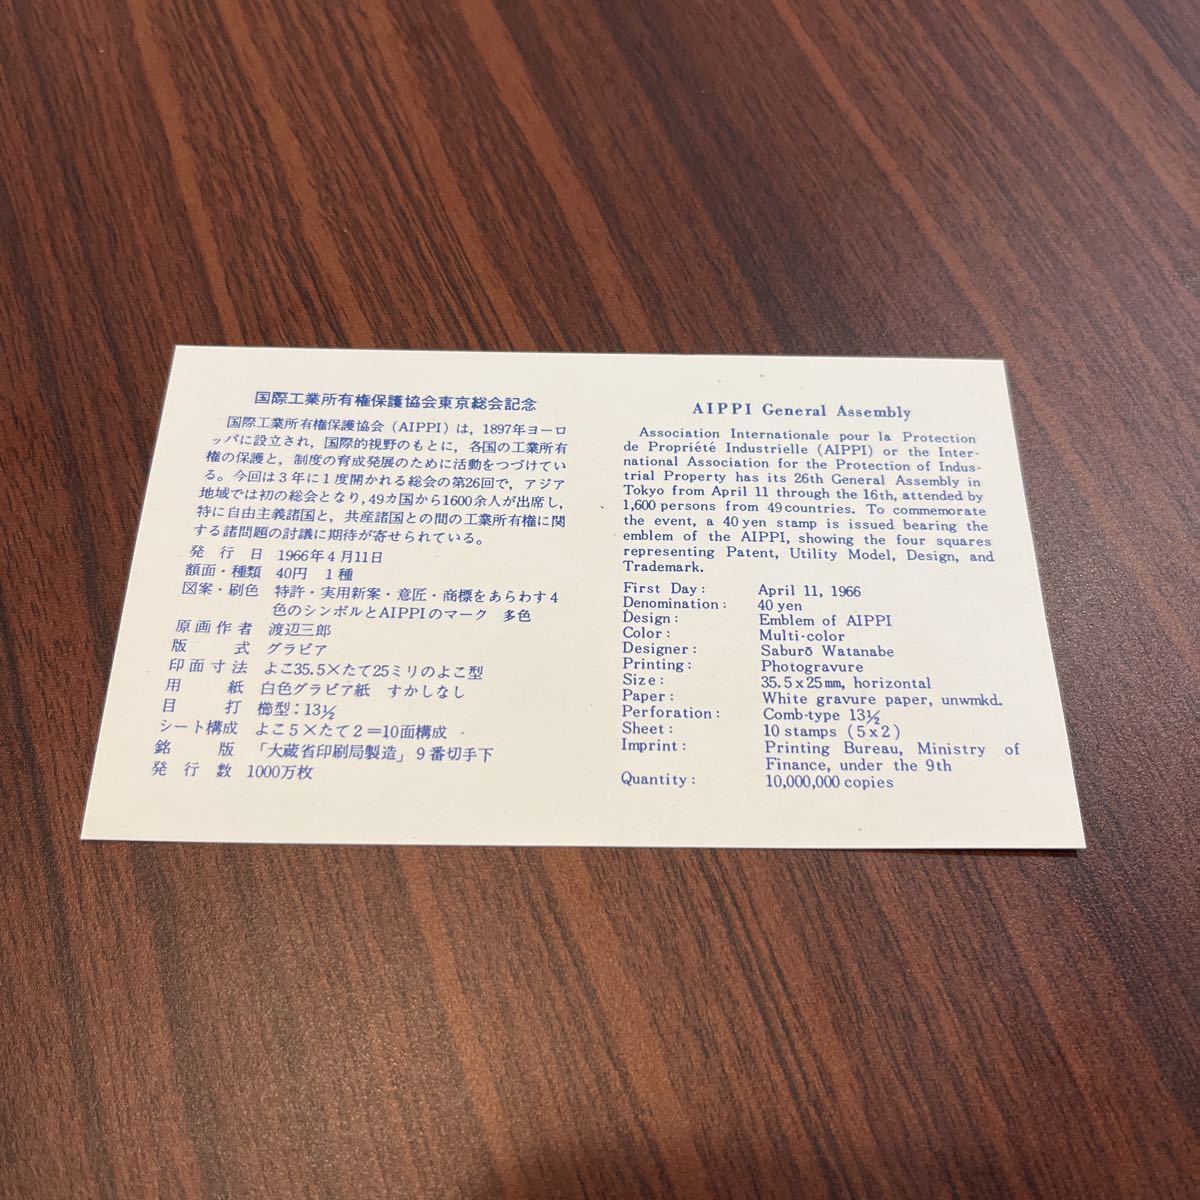 国際工業所有権保護協会東京総会記念
国際工業所有権保護協会（AIPPI）は，1897年ヨーロ
ッパに設立され，国際的視野のもとに，各国の工業所有
権の保護と，制度の育成発展のために活動をつづけてい
る。今回は３年に１度開かれる総会の第26回で，アジア
地域では初の総会となり，49カ国から1600余人が出席し，
特に自由主義諸国と，共産諸国との間の工業所有権に関
する諸問題の討議に期待が寄せられている。
発行日 1966年４月11日
額面・種類 40円 １種
図案・刷色 特許・実用新案・意匠・商標をあらわす４
色のシンボルとAIPPIのマーク 多色
原画作者 渡辺三郎
版式 グラビア
印面寸法 よこ35.5×たて25ミリのよこ型
用紙 白色グラビア紙 すかしなし
目打 櫛型：13½
シート構成 よこ５×たて２＝10面構成
銘版 「大蔵省印刷局製造」９番切手下
発行数 1000万枚
AIPPI General Assembly
Association Internationale pour la Protection
de Propriété Industrielle (AIPPI) or the Inter-
national Association for the Protection of Indus-
trial Property has its 26th General Assembly in
Tokyo from April 11 through the 16th, attended by
1,600 persons from 49 countries. To commemorate
the event, a 40 yen stamp is issued bearing the
emblem of the AIPPI, showing the four squares
representing Patent, Utility Model, Design, and
Trademark.
First Day: April 11, 1966
Denomination: 40 yen
Design: Emblem of AIPPI
Color: Multi-color
Designer: Saburō Watanabe
Printing: Photogravure
Size: 35.5x25mm, horizontal
Paper: White gravure paper, unwmkd.
Perforation: Comb-type 13½
Sheet: 10 stamps (5x2)
Imprint: Printing Bureau, Ministry of
Finance, under the 9th
Quantity: 10,000,000 copies